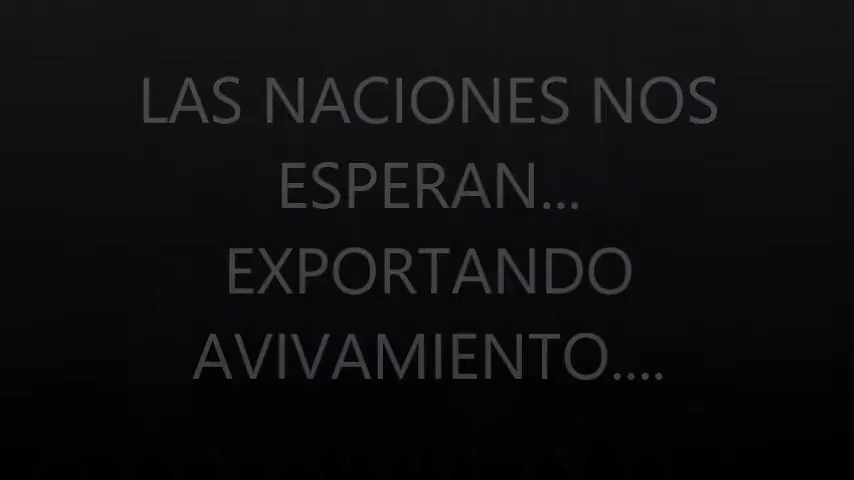 LAS NACIONES NOS
ESPERAN...
EXPORTANDO
AVIVAMIENTO....